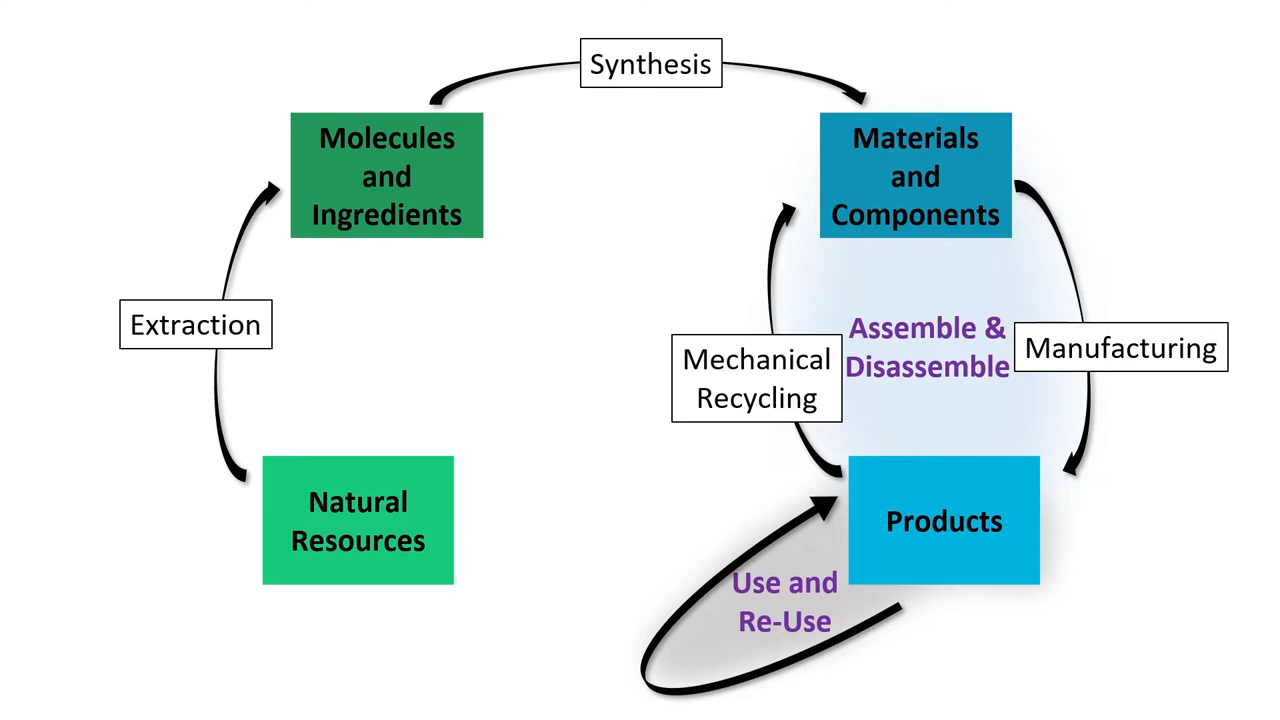 Synthesis
Molecules
and
Ingredients
Materials
and
Components
Extraction
Assemble &
Disassemble
Manufacturing
Mechanical
Recycling
Natural
Resources
Products
Use and
Re-Use